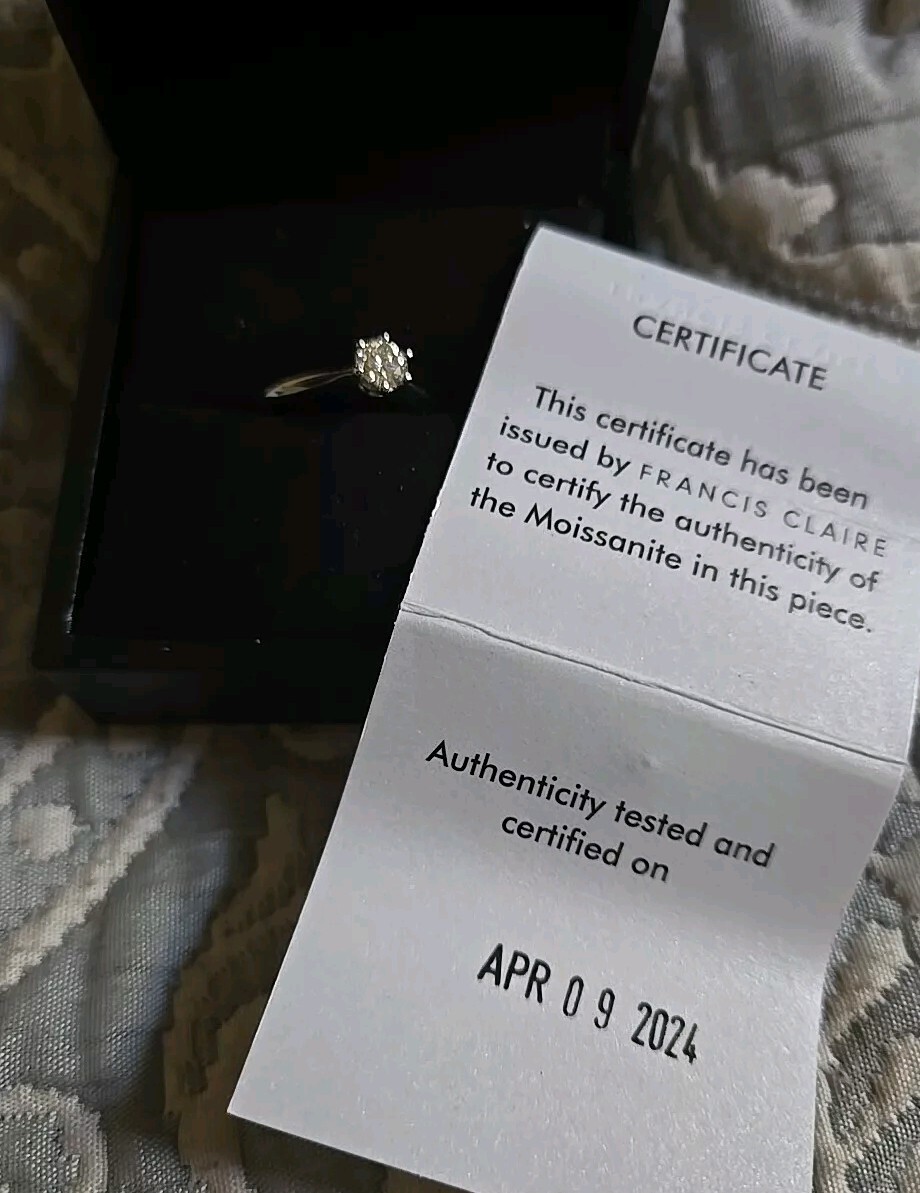 CERTIFICATE
This certificate has been
issued by FRANCIS CLAIRE
to certify the authenticity of
the Moissanite in this piece.
Authenticity tested and
certified on
APR 09 2024